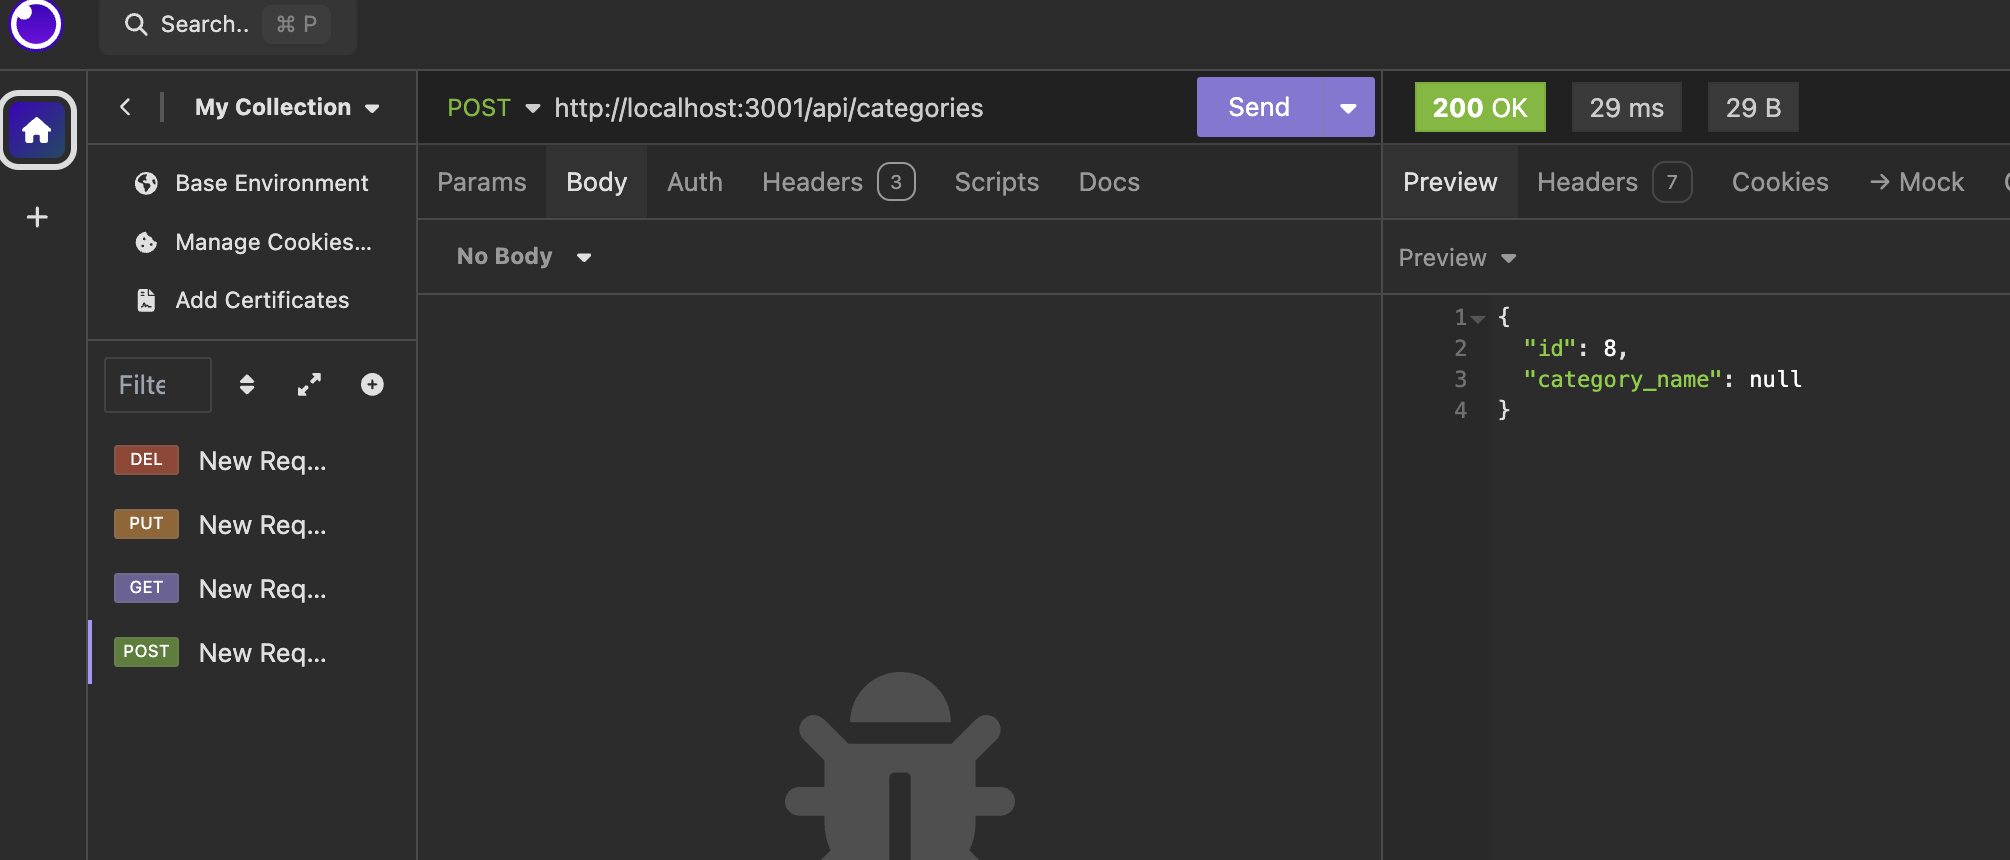 Search.. ⌘ P
My Collection
Base Environment
Manage Cookies...
Add Certificates
Filte
DEL New Req...
PUT New Req...
GET New Req...
POST New Req...
POST http://localhost:3001/api/categories Send
Params Body Auth Headers 3 Scripts Docs
No Body
200 OK 29 ms 29 B
Preview Headers 7 Cookies → Mock
Preview
1 {
2 "id": 8,
3 "category_name": null
4 }